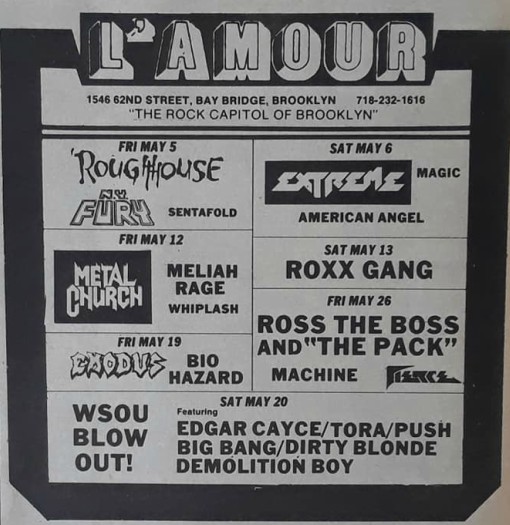 L'AMOUR
1546 62ND STREET, BAY BRIDGE, BROOKLYN 718-232-1616
"THE ROCK CAPITOL OF BROOKLYN"
FRI MAY 5
ROUGHHOUSE
N.Y. FURY
SENTAFOLD
SAT MAY 6
EXTREME
MAGIC
AMERICAN ANGEL
FRI MAY 12
METAL CHURCH
MELIAH
RAGE
WHIPLASH
SAT MAY 13
ROXX GANG
FRI MAY 26
ROSS THE BOSS
AND "THE PACK"
MACHINE FIERCE
FRI MAY 19
EXODUS
BIO
HAZARD
SAT MAY 20
WSOU
BLOW
OUT!
Featuring
EDGAR CAYCE/TORA/PUSH
BIG BANG/DIRTY BLONDE
DEMOLITION BOY